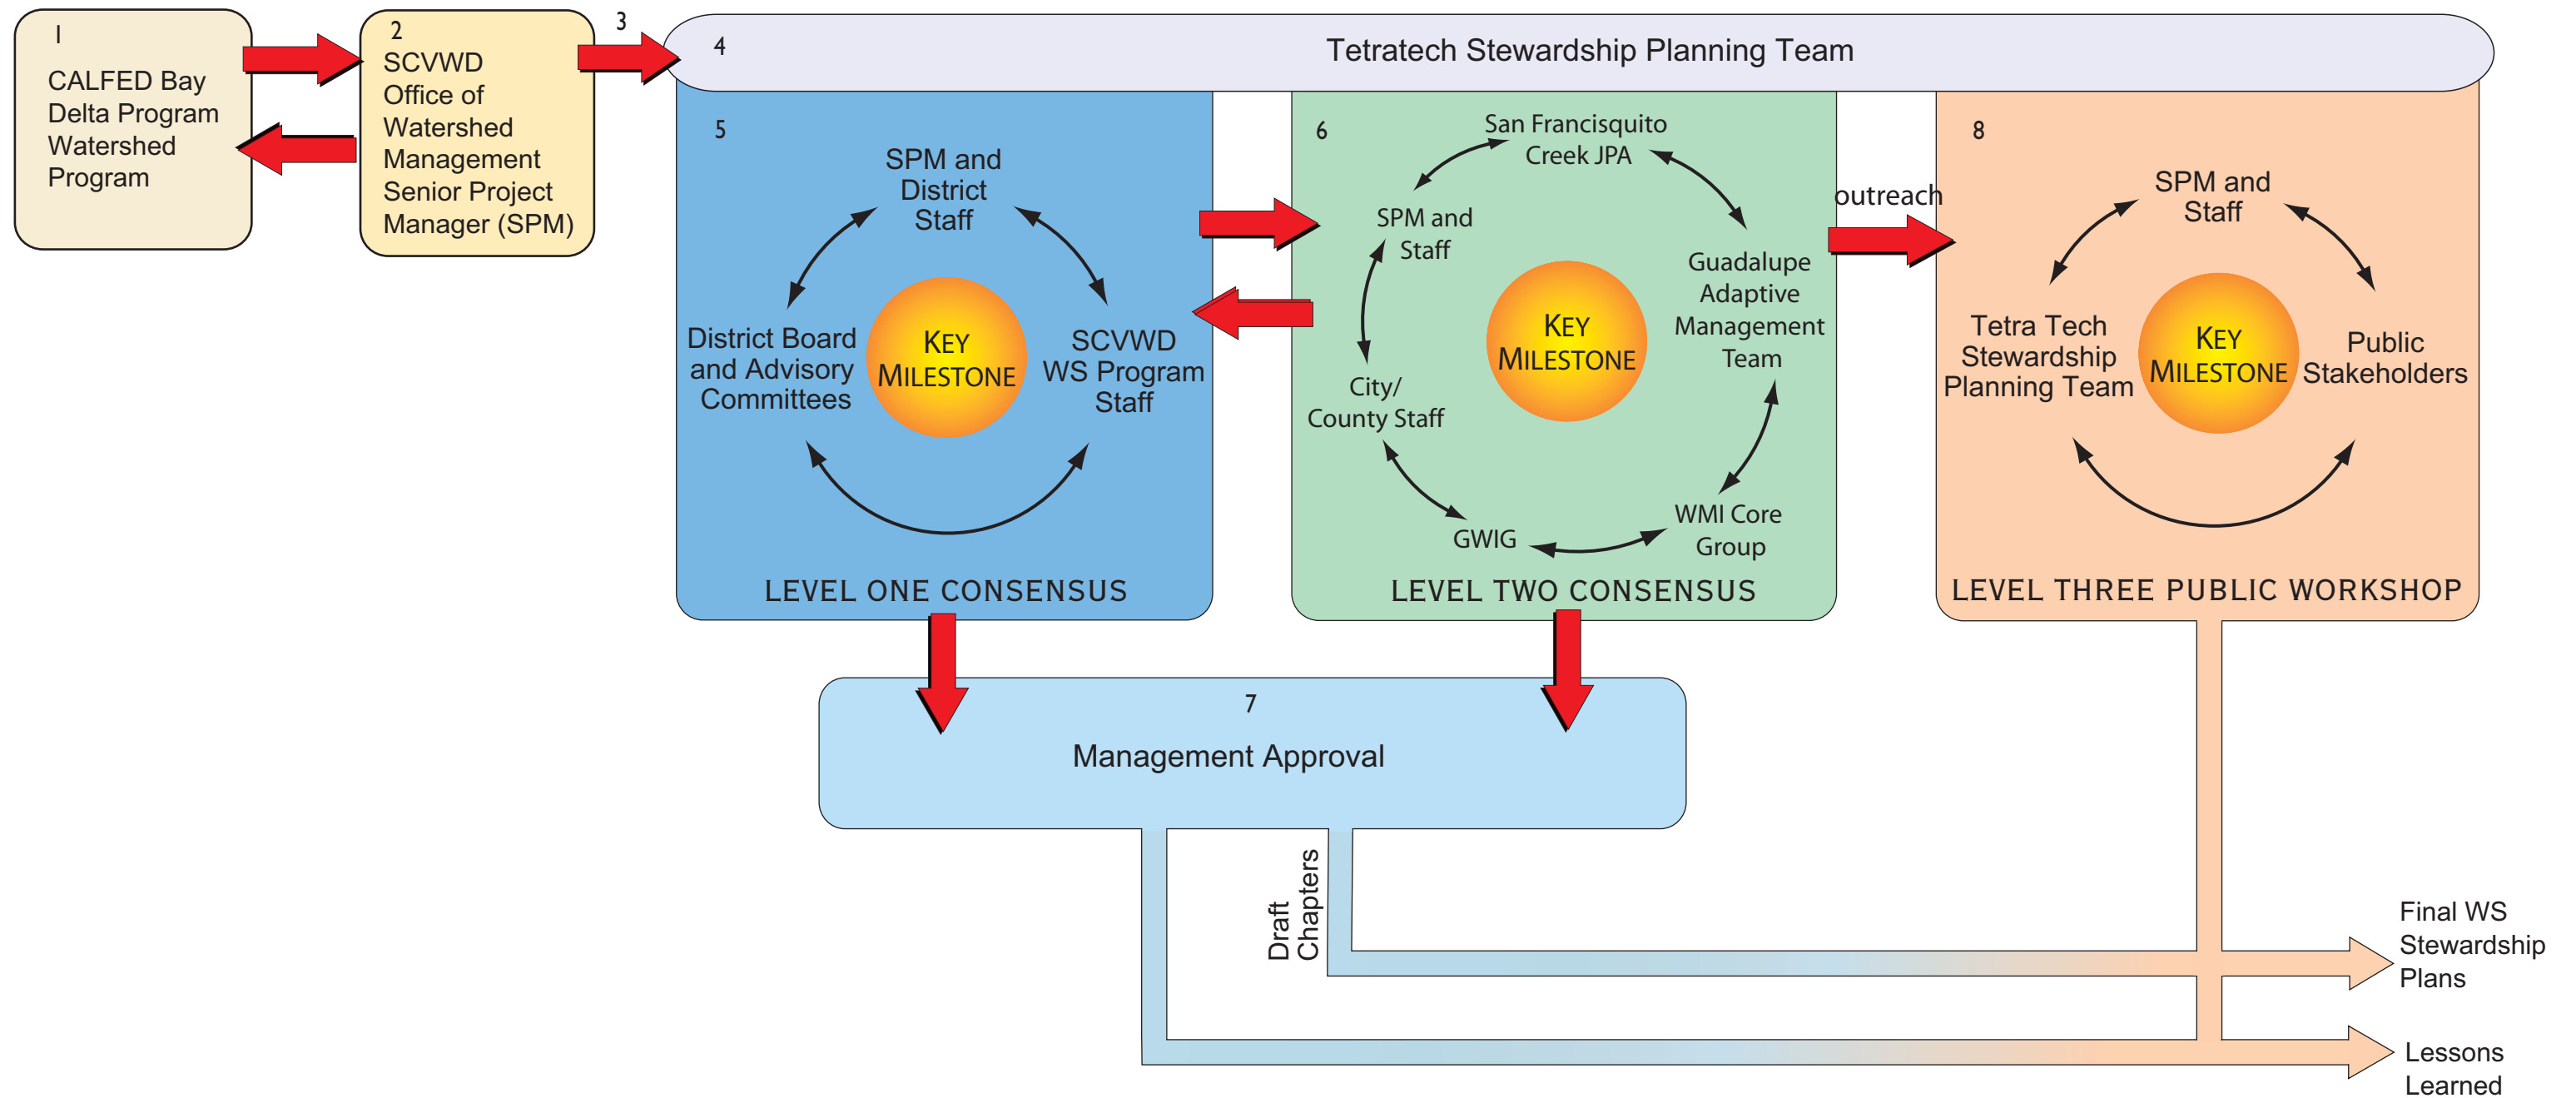 1
CALFED Bay
Delta Program
Watershed
Program
2
SCVWD
Office of
Watershed
Management
Senior Project
Manager (SPM)
3
4
Tetratech Stewardship Planning Team
5
SPM and
District
Staff
District Board
and Advisory
Committees
KEY
MILESTONE
SCVWD
WS Program
Staff
LEVEL ONE CONSENSUS
6
San Francisquito
Creek JPA
SPM and
Staff
Guadalupe
Adaptive
Management
Team
KEY
MILESTONE
City/
County Staff
GWIG
WMI Core
Group
LEVEL TWO CONSENSUS
outreach
8
SPM and
Staff
Tetra Tech
Stewardship
Planning Team
KEY
MILESTONE
Public
Stakeholders
LEVEL THREE PUBLIC WORKSHOP
7
Management Approval
Draft
Chapters
Final WS
Stewardship
Plans
Lessons
Learned